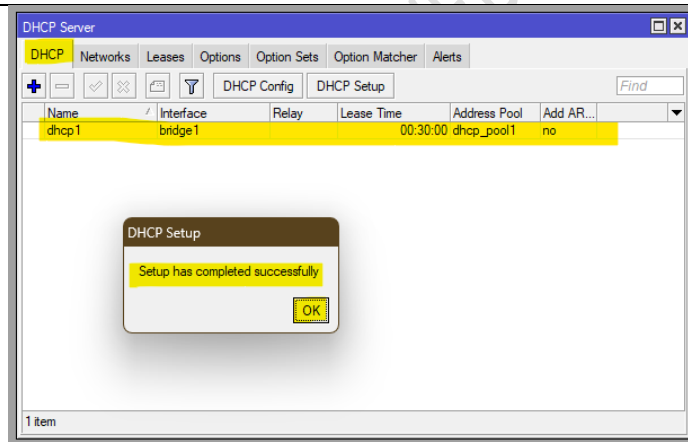 DHCP Server
DHCP Networks Leases Options Option Sets Option Matcher Alerts
DHCP Config DHCP Setup Find
Name Interface Relay Lease Time Address Pool Add AR...
dhcp1 bridge1 00:30:00 dhcp_pool1 no
DHCP Setup
Setup has completed successfully
OK
1 item